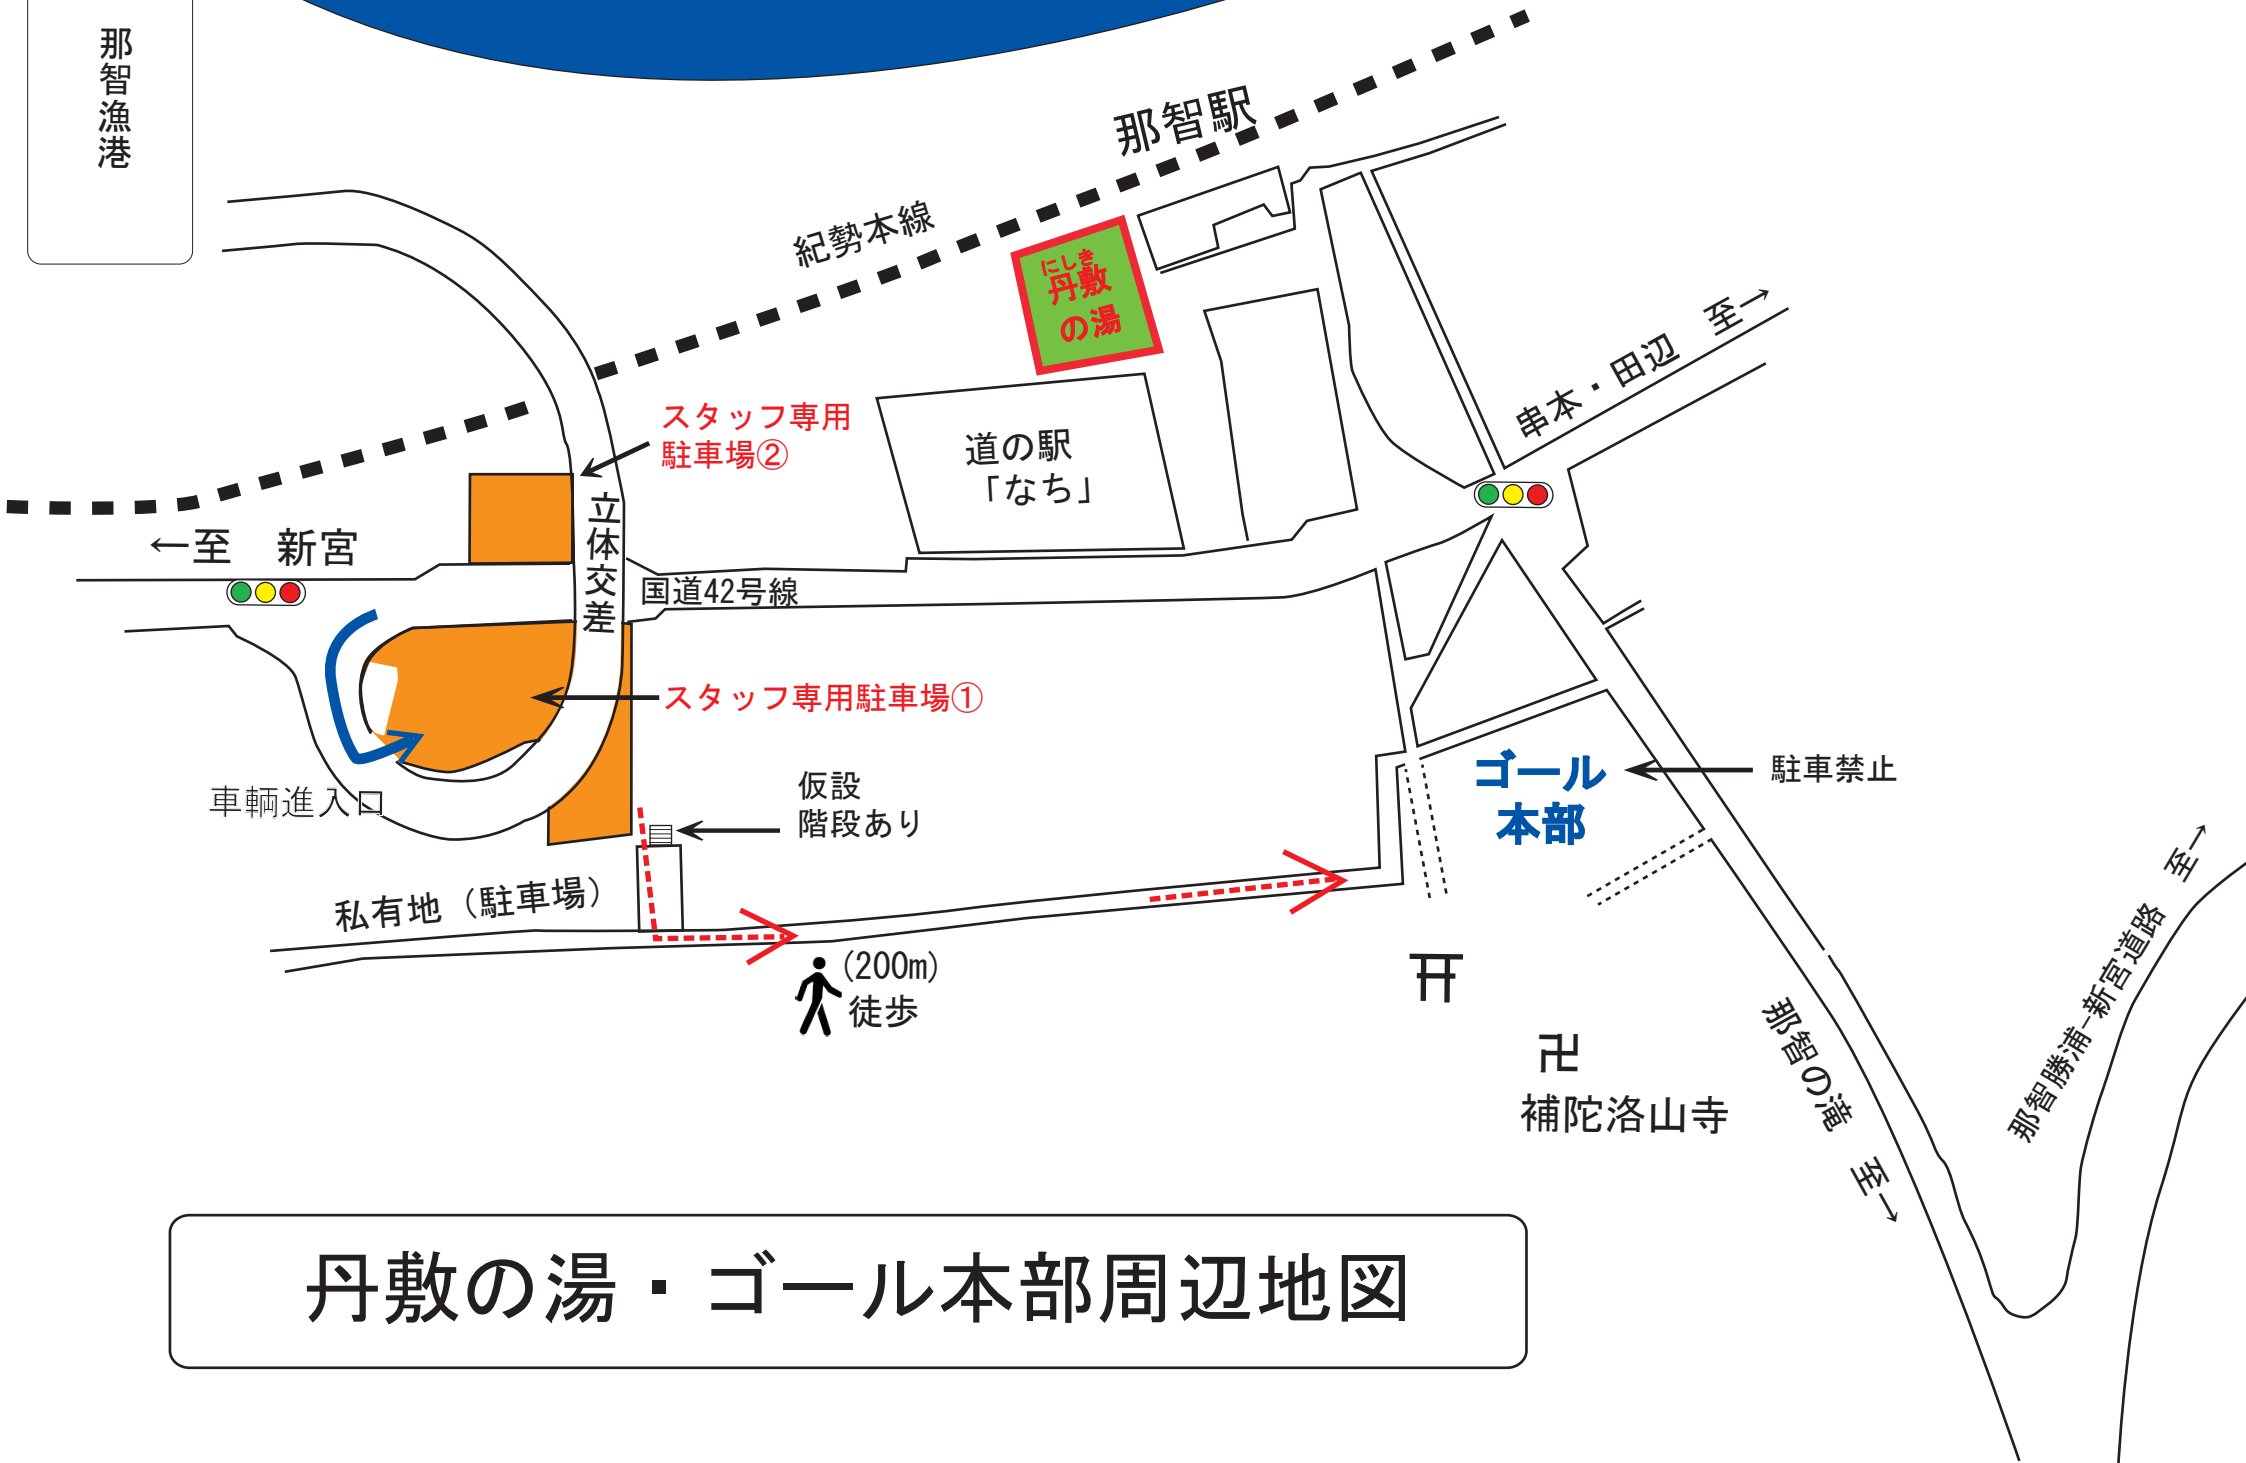 那智漁港
那智駅
紀勢本線
にしき
丹敷
の湯
串本・田辺　至→
スタッフ専用
駐車場②
道の駅
「なち」
←至　新宮
立体交差
国道42号線
スタッフ専用駐車場①
ゴール
本部
駐車禁止
車輌進入口
仮設
階段あり
私有地（駐車場）
(200m)
徒歩
卍
補陀洛山寺
那智の滝　至→
那智勝浦−新宮道路　至→
丹敷の湯・ゴール本部周辺地図